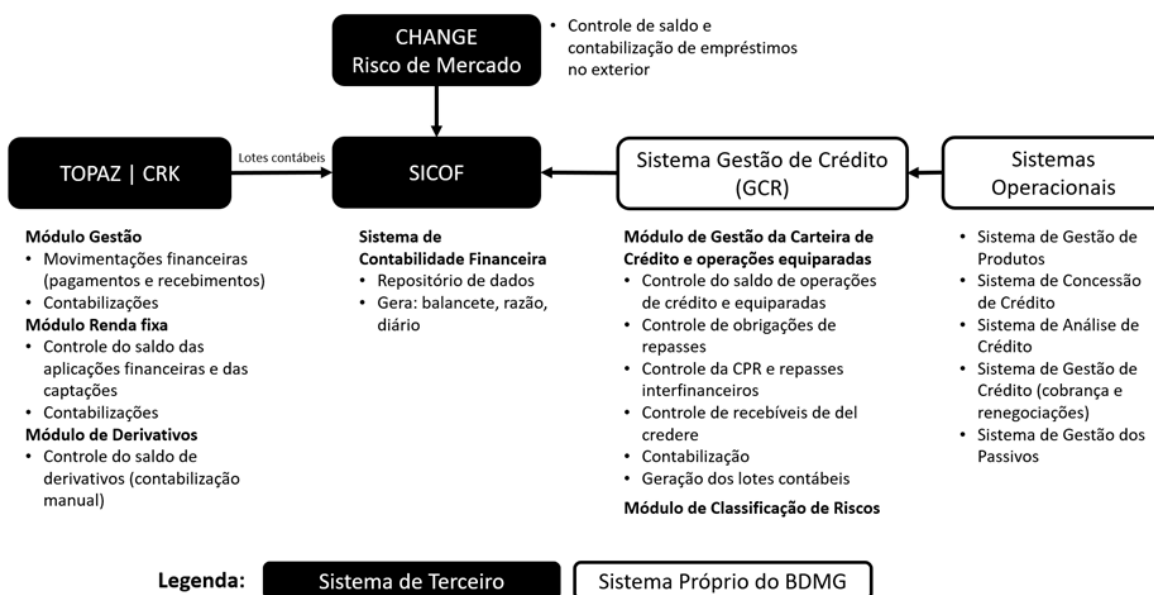 CHANGE
Risco de Mercado
• Controle de saldo e
contabilização de empréstimos
no exterior
TOPAZ | CRK
Lotes contábeis
SICOF
Sistema Gestão de Crédito
(GCR)
Sistemas
Operacionais
Módulo Gestão
• Movimentações financeiras
(pagamentos e recebimentos)
• Contabilizações
Módulo Renda fixa
• Controle do saldo das
aplicações financeiras e das
captações
• Contabilizações
Módulo de Derivativos
• Controle do saldo de
derivativos (contabilização
manual)
Sistema de
Contabilidade Financeira
• Repositório de dados
• Gera: balancete, razão,
diário
Módulo de Gestão da Carteira de
Crédito e operações equiparadas
• Controle do saldo de operações
de crédito e equiparadas
• Controle de obrigações de
repasses
• Controle da CPR e repasses
interfinanceiros
• Controle de recebíveis de del
credere
• Contabilização
• Geração dos lotes contábeis
Módulo de Classificação de Riscos
• Sistema de Gestão de
Produtos
• Sistema de Concessão
de Crédito
• Sistema de Análise de
Crédito
• Sistema de Gestão de
Crédito (cobrança e
renegociações)
• Sistema de Gestão dos
Passivos
Legenda:
Sistema de Terceiro
Sistema Próprio do BDMG